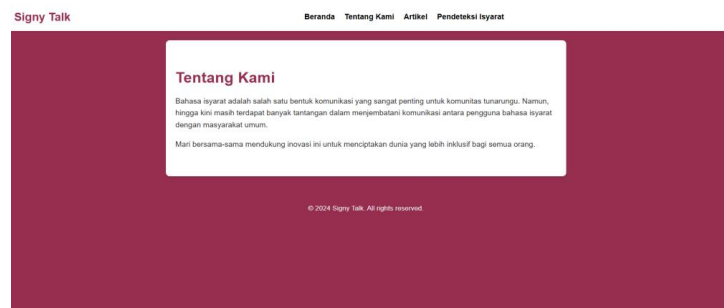 Signy Talk
Beranda Tentang Kami Artikel Pendeteksi Isyarat
Tentang Kami
Bahasa isyarat adalah salah satu bentuk komunikasi yang sangat penting untuk komunitas tunarungu. Namun,
hingga kini masih terdapat banyak tantangan dalam menjembatani komunikasi antara pengguna bahasa isyarat
dengan masyarakat umum.
Mari bersama-sama mendukung inovasi ini untuk menciptakan dunia yang lebih inklusif bagi semua orang.
© 2024 Signy Talk. All rights reserved.